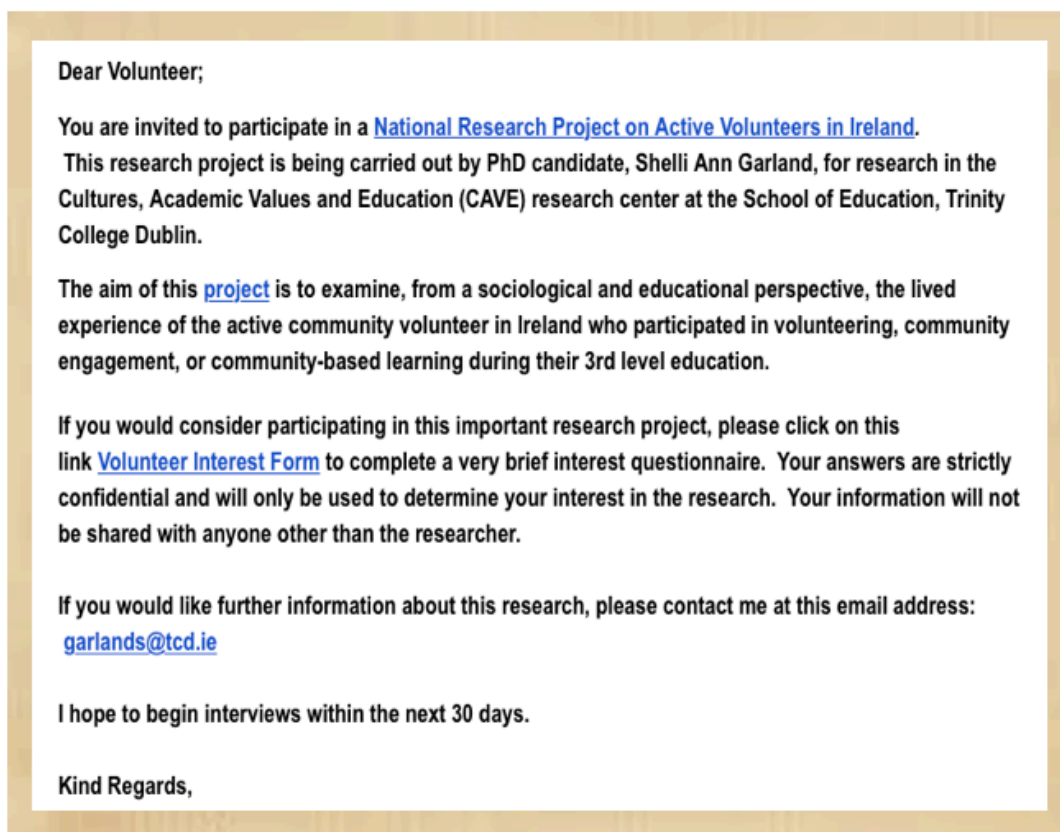 Dear Volunteer;
You are invited to participate in a National Research Project on Active Volunteers in Ireland.
This research project is being carried out by PhD candidate, Shelli Ann Garland, for research in the
Cultures, Academic Values and Education (CAVE) research center at the School of Education, Trinity
College Dublin.
The aim of this project is to examine, from a sociological and educational perspective, the lived
experience of the active community volunteer in Ireland who participated in volunteering, community
engagement, or community-based learning during their 3rd level education.
If you would consider participating in this important research project, please click on this
link Volunteer Interest Form to complete a very brief interest questionnaire.  Your answers are strictly
confidential and will only be used to determine your interest in the research.  Your information will not
be shared with anyone other than the researcher.
If you would like further information about this research, please contact me at this email address:
garlands@tcd.ie
I hope to begin interviews within the next 30 days.
Kind Regards,